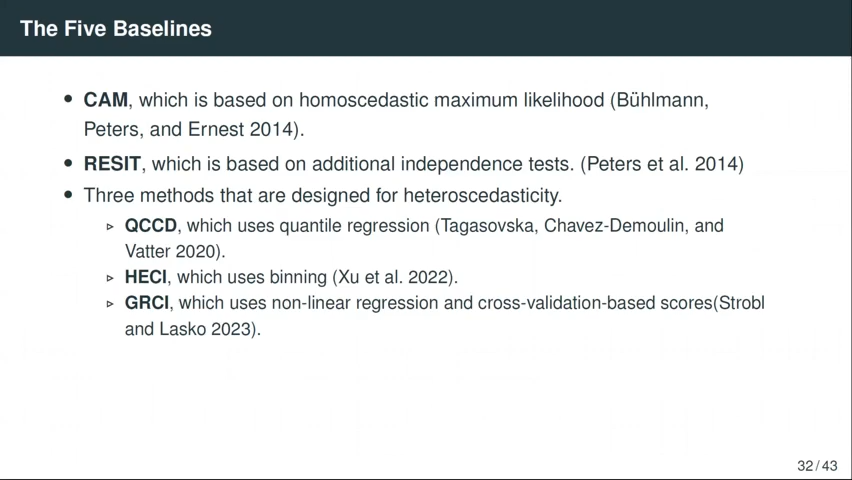 The Five Baselines
• CAM, which is based on homoscedastic maximum likelihood (Bühlmann,
Peters, and Ernest 2014).
• RESIT, which is based on additional independence tests. (Peters et al. 2014)
• Three methods that are designed for heteroscedasticity.
▹ QCCD, which uses quantile regression (Tagasovska, Chavez-Demoulin, and
Vatter 2020).
▹ HECI, which uses binning (Xu et al. 2022).
▹ GRCI, which uses non-linear regression and cross-validation-based scores(Strobl
and Lasko 2023).
32 / 43